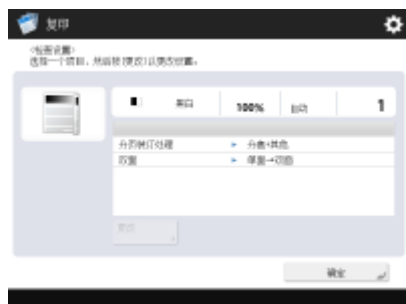 复印
<检查设置>
选择一个项目，然后按[更改]以更改设置。
黑白 100% 自动 1
分页装订处理 ▶ 分套+其他
双面 ▶ 单面→双面
更改
确定